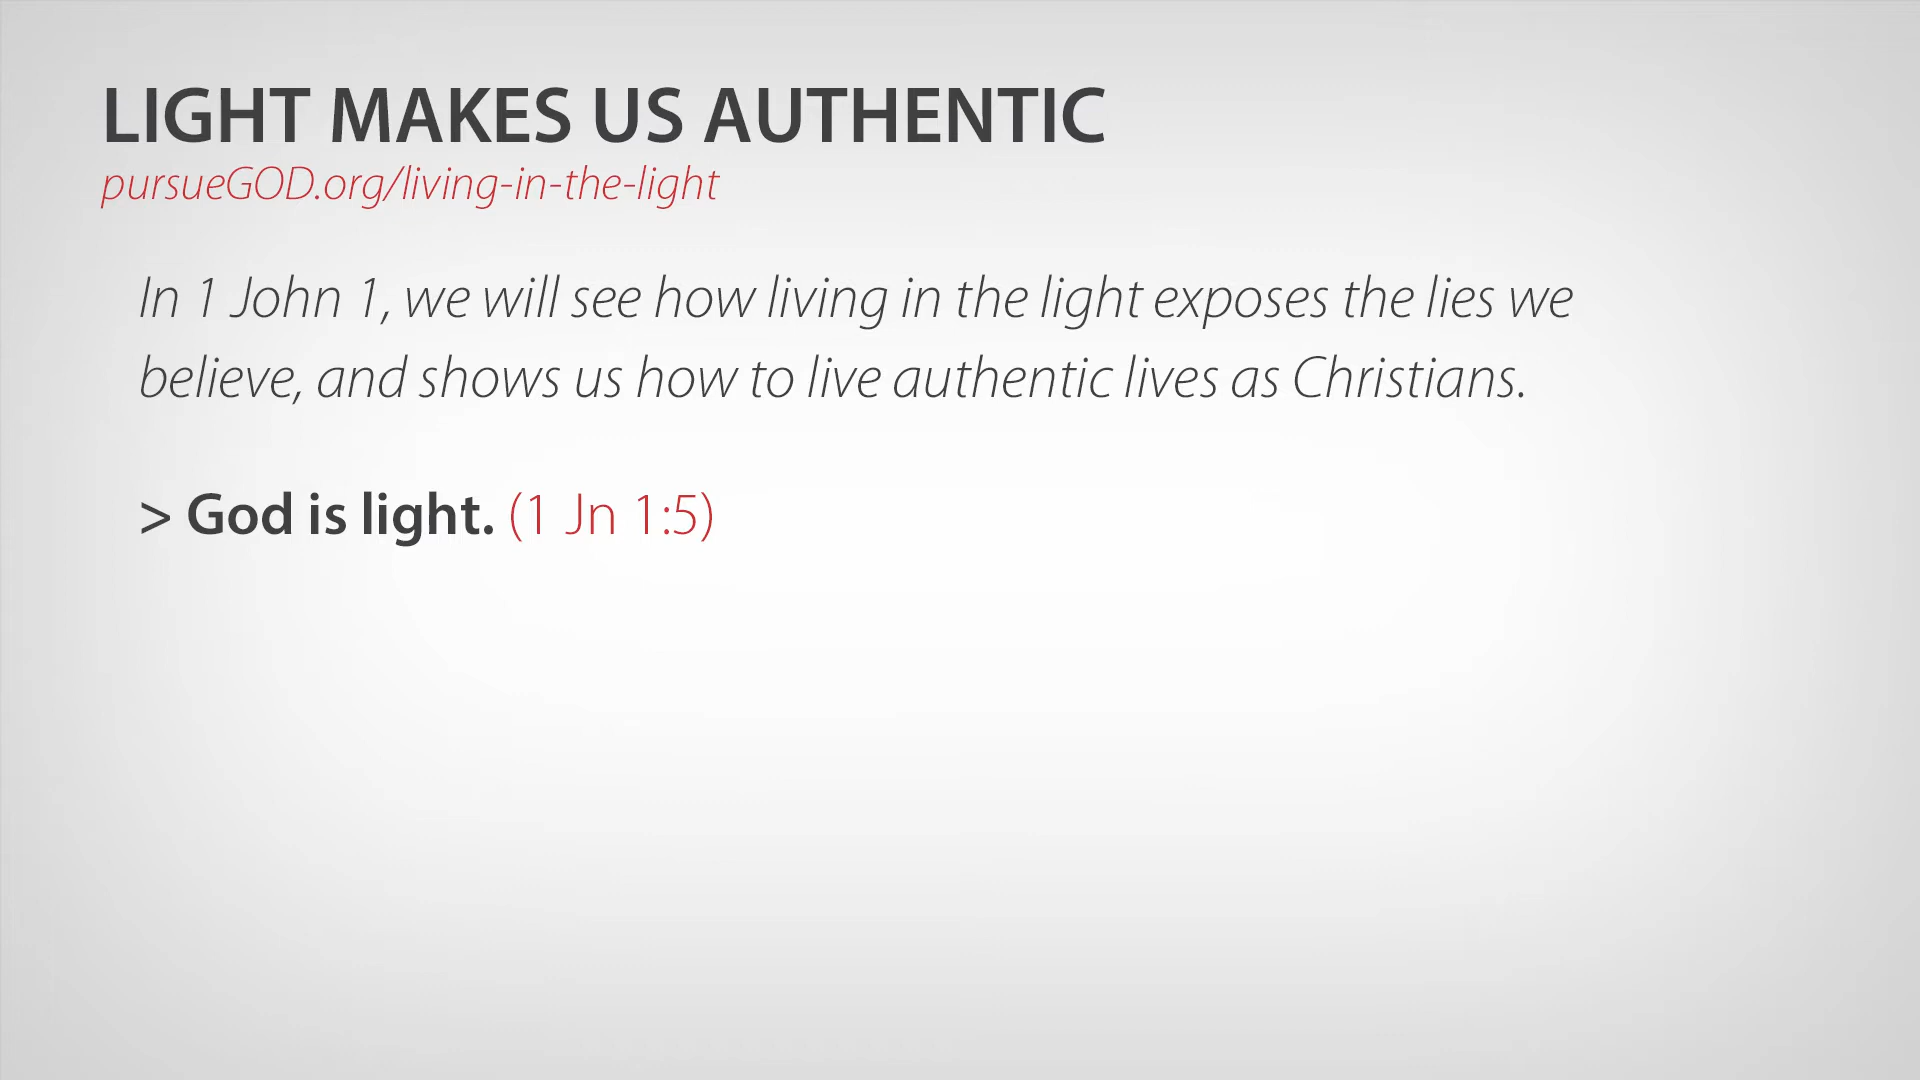 LIGHT MAKES US AUTHENTIC
pursueGOD.org/living-in-the-light
In 1 John 1, we will see how living in the light exposes the lies we
believe, and shows us how to live authentic lives as Christians.
> God is light. (1 Jn 1:5)